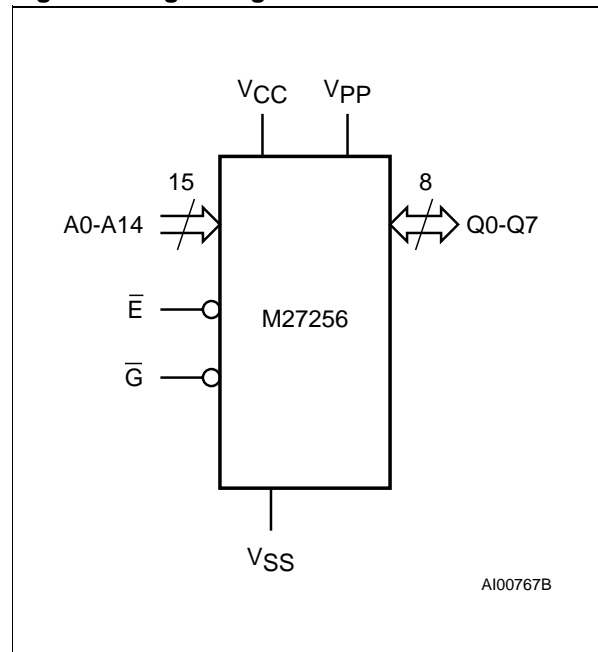 VCC VPP
15
8
A0-A14
Q0-Q7
E̅
M27256
G̅
VSS
AI00767B